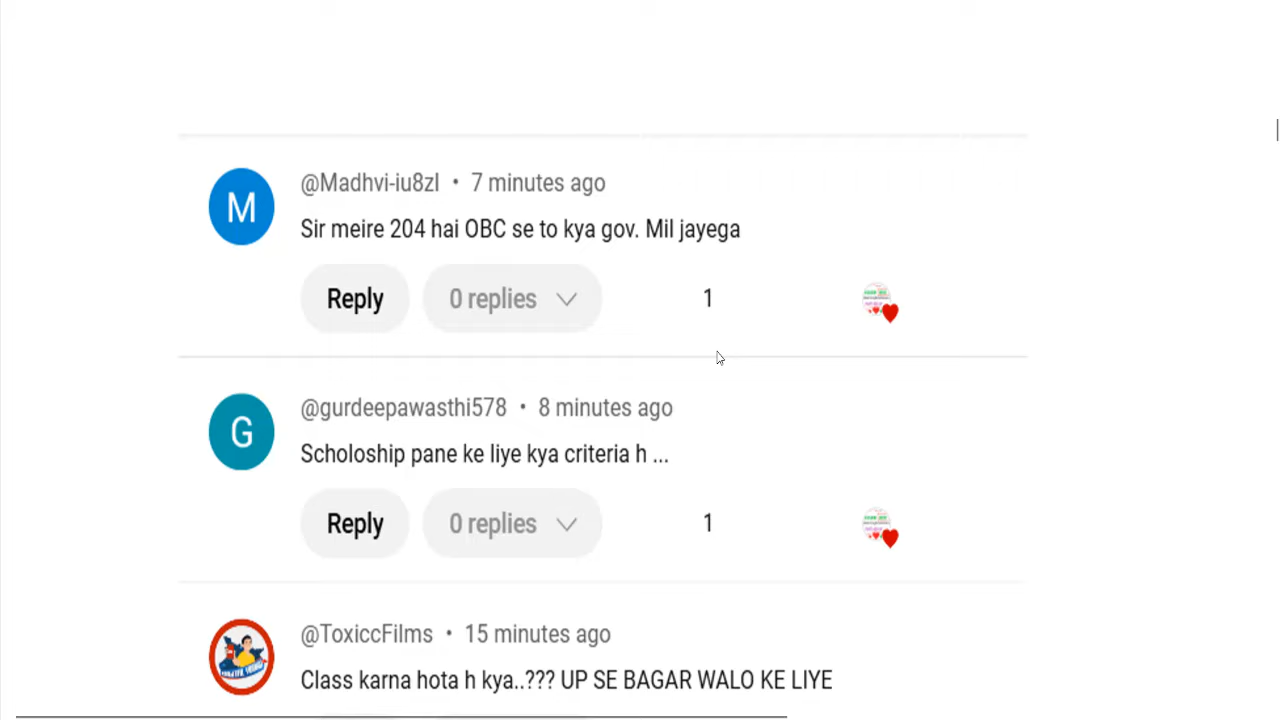 @Madhvi-iu8zl • 7 minutes ago
Sir meire 204 hai OBC se to kya gov. Mil jayega
Reply 0 replies 1
@gurdeepawasthi578 • 8 minutes ago
Scholoship pane ke liye kya criteria h ...
Reply 0 replies 1
@ToxiccFilms • 15 minutes ago
Class karna hota h kya..??? UP SE BAGAR WALO KE LIYE
M
G